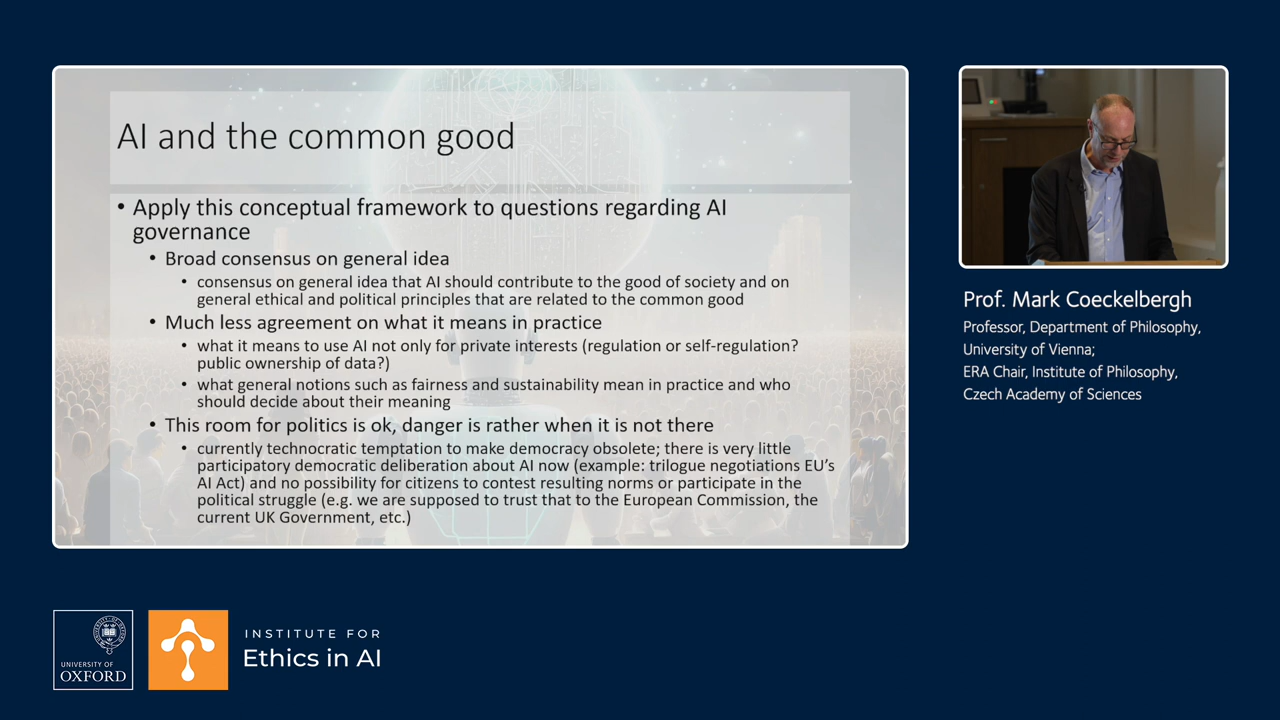 AI and the common good
• Apply this conceptual framework to questions regarding AI
governance
• Broad consensus on general idea
• consensus on general idea that AI should contribute to the good of society and on
general ethical and political principles that are related to the common good
• Much less agreement on what it means in practice
• what it means to use AI not only for private interests (regulation or self-regulation?
public ownership of data?)
• what general notions such as fairness and sustainability mean in practice and who
should decide about their meaning
• This room for politics is ok, danger is rather when it is not there
• currently technocratic temptation to make democracy obsolete; there is very little
participatory democratic deliberation about AI now (example: trilogue negotiations EU’s
AI Act) and no possibility for citizens to contest resulting norms or participate in the
political struggle (e.g. we are supposed to trust that to the European Commission, the
current UK Government, etc.)
Prof. Mark Coeckelbergh
Professor, Department of Philosophy,
University of Vienna;
ERA Chair, Institute of Philosophy,
Czech Academy of Sciences
UNIVERSITY OF
OXFORD
INSTITUTE FOR
Ethics in AI